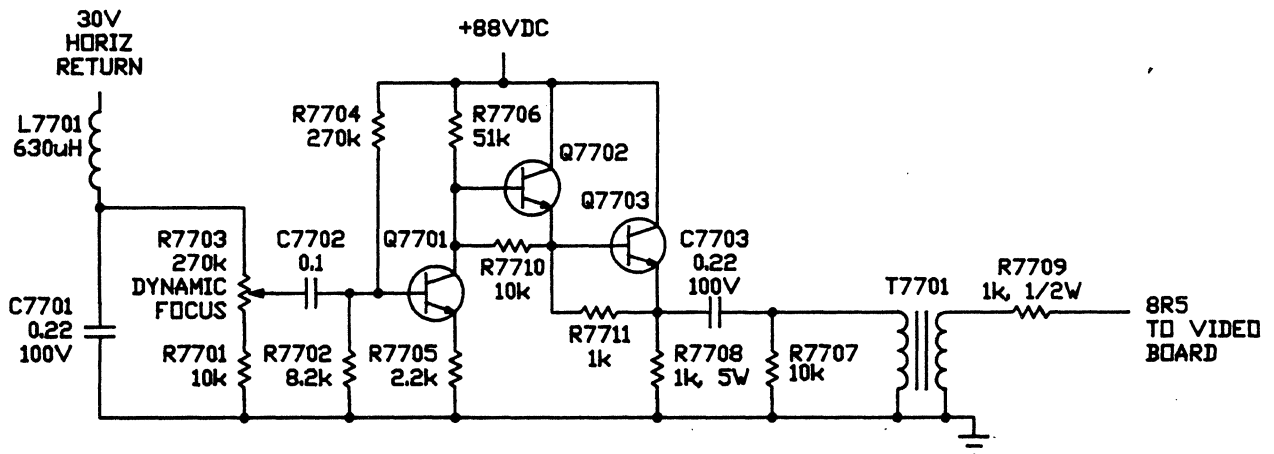 30V
HORIZ
RETURN
+88VDC
L7701
630uH
R7704
270k
R7706
51k
Q7702
Q7703
R7703
270k
DYNAMIC
FOCUS
C7702
0.1
Q7701
R7710
10k
C7703
0.22
100V
T7701
R7709
1k, 1/2W
8R5
TO VIDEO
BOARD
C7701
0.22
100V
R7701
10k
R7702
8.2k
R7705
2.2k
R7711
1k
R7708
1k, 5W
R7707
10k